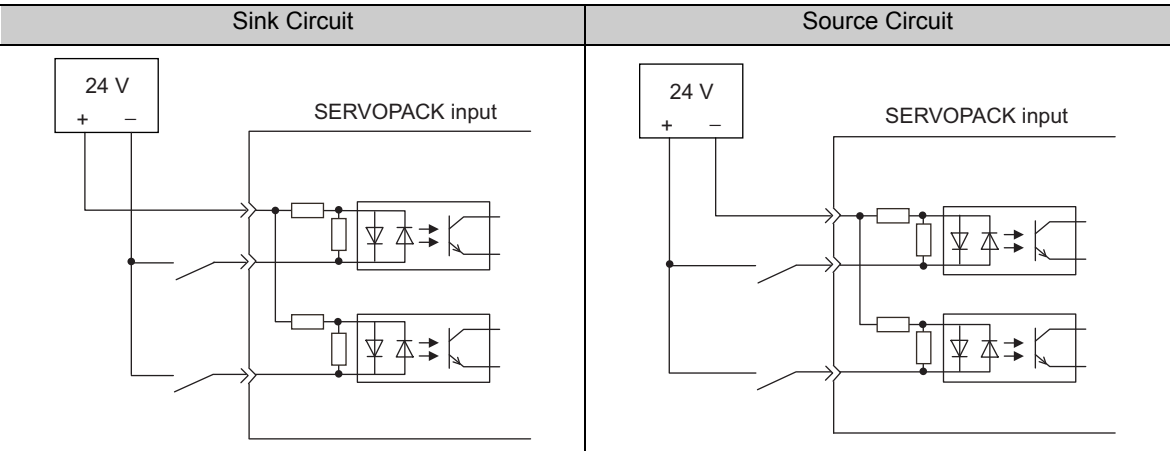 Sink Circuit
Source Circuit
24 V
+ −
SERVOPACK input
24 V
+ −
SERVOPACK input